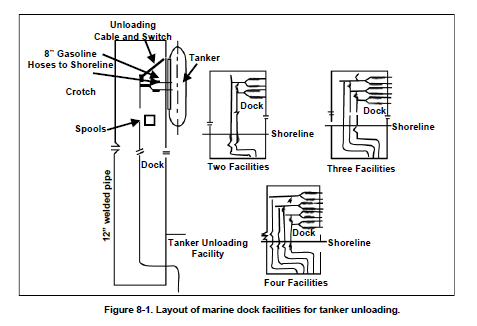 Unloading
Cable and Switch
8" Gasoline
Hoses to Shoreline
Tanker
Crotch
Spools
Dock
12" welded pipe
Tanker Unloading
Facility
Dock
Shoreline
Two Facilities
Dock
Shoreline
Three Facilities
Dock
Shoreline
Four Facilities
Figure 8-1. Layout of marine dock facilities for tanker unloading.